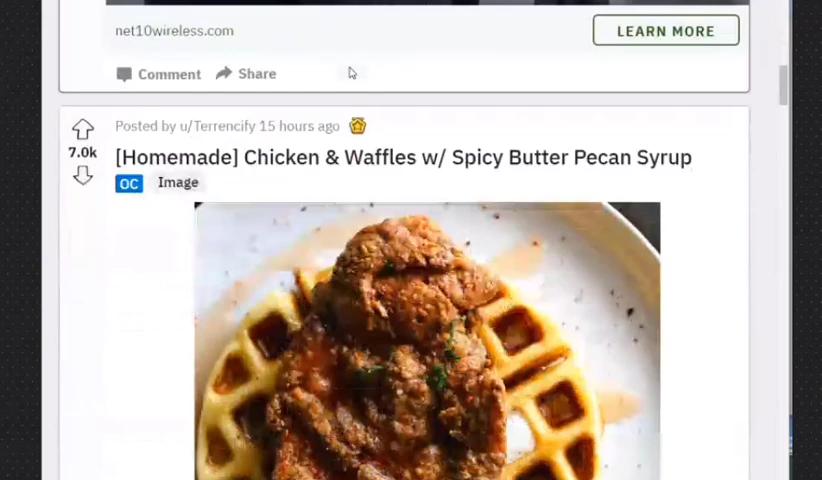 net10wireless.com
LEARN MORE
Comment Share
Posted by u/Terrencify 15 hours ago
7.0k
[Homemade] Chicken & Waffles w/ Spicy Butter Pecan Syrup
OC Image